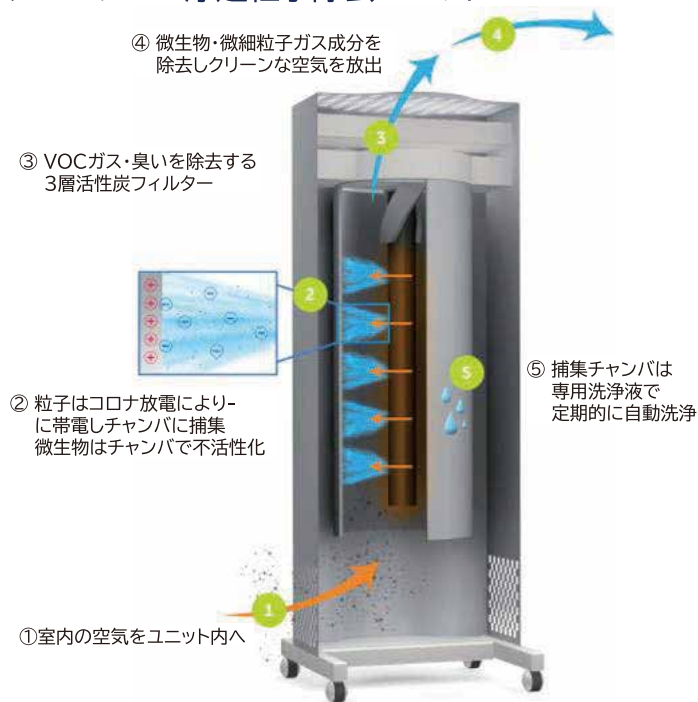 ④ 微生物・微細粒子ガス成分を
除去しクリーンな空気を放出
4
3
③ VOCガス・臭いを除去する
3層活性炭フィルター
2
② 粒子はコロナ放電により-
に帯電しチャンバに捕集
微生物はチャンバで不活性化
5
⑤ 捕集チャンバは
専用洗浄液で
定期的に自動洗浄
1
①室内の空気をユニット内へ